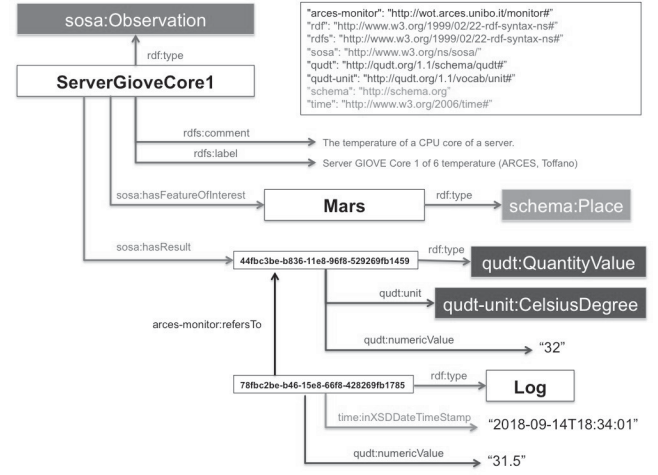 sosa:Observation
"arces-monitor": "http://wot.arces.unibo.it/monitor#"
"rdf": "http://www.w3.org/1999/02/22-rdf-syntax-ns#"
"rdfs": "http://www.w3.org/1999/02/22-rdf-syntax-ns#"
"sosa": "http://www.w3.org/ns/sosa/"
"qudt": "http://qudt.org/1.1/schema/qudt#"
"qudt-unit": "http://qudt.org/1.1/vocab/unit#"
"schema": "http://schema.org"
"time": "http://www.w3.org/2006/time#"
rdf:type
ServerGioveCore1
rdfs:comment
The temperature of a CPU core of a server.
rdfs:label
Server GIOVE Core 1 of 6 temperature (ARCES, Toffano)
sosa:hasFeatureOfInterest
Mars
rdf:type
schema:Place
sosa:hasResult
44fbc3be-b836-11e8-96f8-529269fb1459
rdf:type
qudt:QuantityValue
qudt:unit
qudt-unit:CelsiusDegree
arces-monitor:refersTo
qudt:numericValue
“32”
78fbc2be-b46-15e8-66f8-428269fb1785
rdf:type
Log
time:inXSDDateTimeStamp
“2018-09-14T18:34:01”
qudt:numericValue
“31.5”